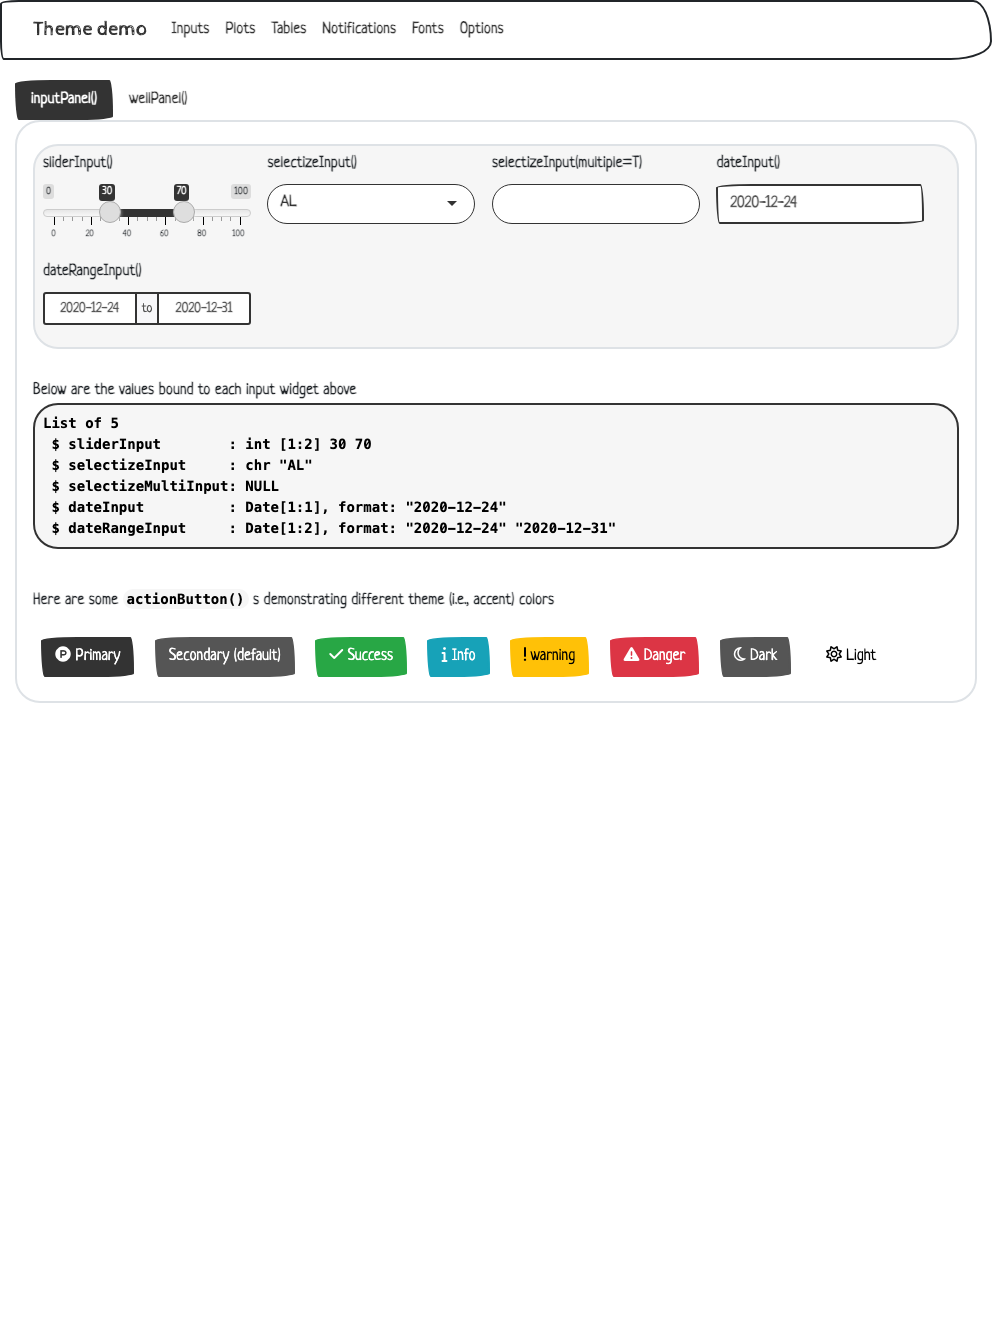 Theme demo Inputs Plots Tables Notifications Fonts Options
inputPanel() wellPanel()
sliderInput() selectizeInput() selectizeInput(multiple=T) dateInput()
0 30 70 100
AL 2020-12-24
0 20 40 60 80 100
dateRangeInput()
2020-12-24 to 2020-12-31
Below are the values bound to each input widget above
List of 5
$ sliderInput : int [1:2] 30 70
$ selectizeInput : chr "AL"
$ selectizeMultiInput: NULL
$ dateInput : Date[1:1], format: "2020-12-24"
$ dateRangeInput : Date[1:2], format: "2020-12-24" "2020-12-31"
Here are some actionButton() s demonstrating different theme (i.e., accent) colors
Primary Secondary (default) Success Info warning Danger Dark Light